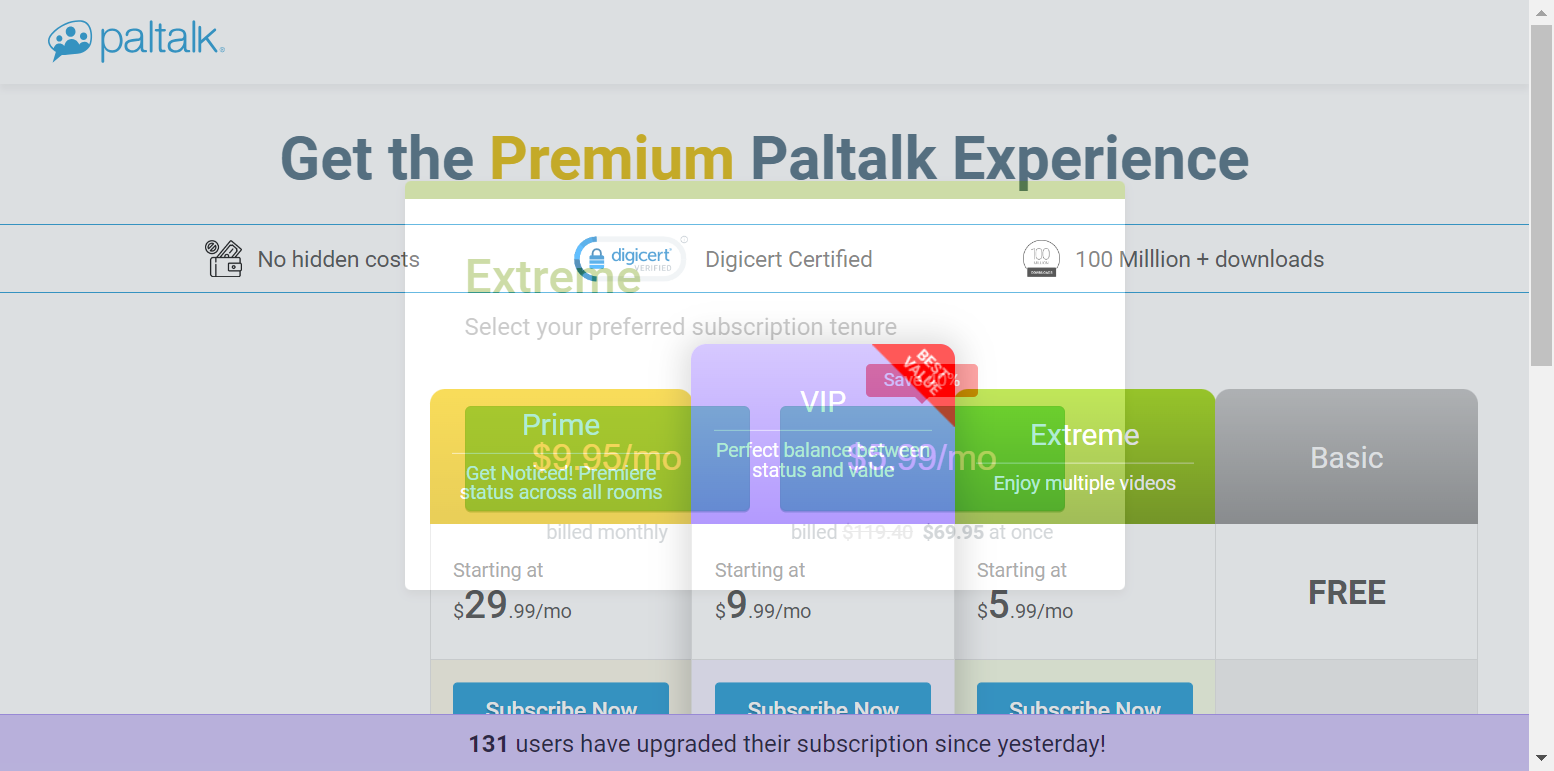 paltalk
Get the Premium Paltalk Experience
No hidden costs
digicert
VERIFIED
Digicert Certified
100
100 Milllion + downloads
Extreme
Select your preferred subscription tenure
BEST VALUE
Prime
Get Noticed! Premiere
status across all rooms
VIP
Perfect balance between
status and value
Extreme
Enjoy multiple videos
Basic
$9.95/mo
billed monthly
$5.99/mo
billed $119.40 $69.95 at once
Starting at
$29.99/mo
Starting at
$9.99/mo
Starting at
$5.99/mo
FREE
Subscribe Now
Subscribe Now
Subscribe Now
131 users have upgraded their subscription since yesterday!